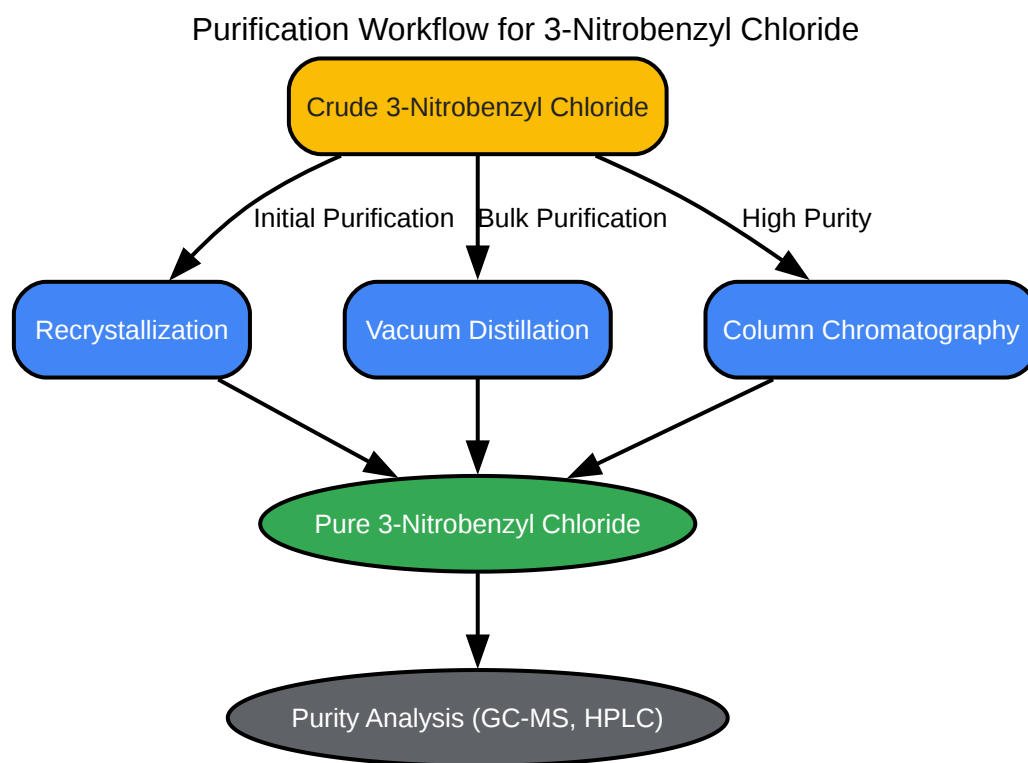 Purification Workflow for 3-Nitrobenzyl Chloride
Crude 3-Nitrobenzyl Chloride
Initial Purification
Bulk Purification
High Purity
Recrystallization
Vacuum Distillation
Column Chromatography
Pure 3-Nitrobenzyl Chloride
Purity Analysis (GC-MS, HPLC)